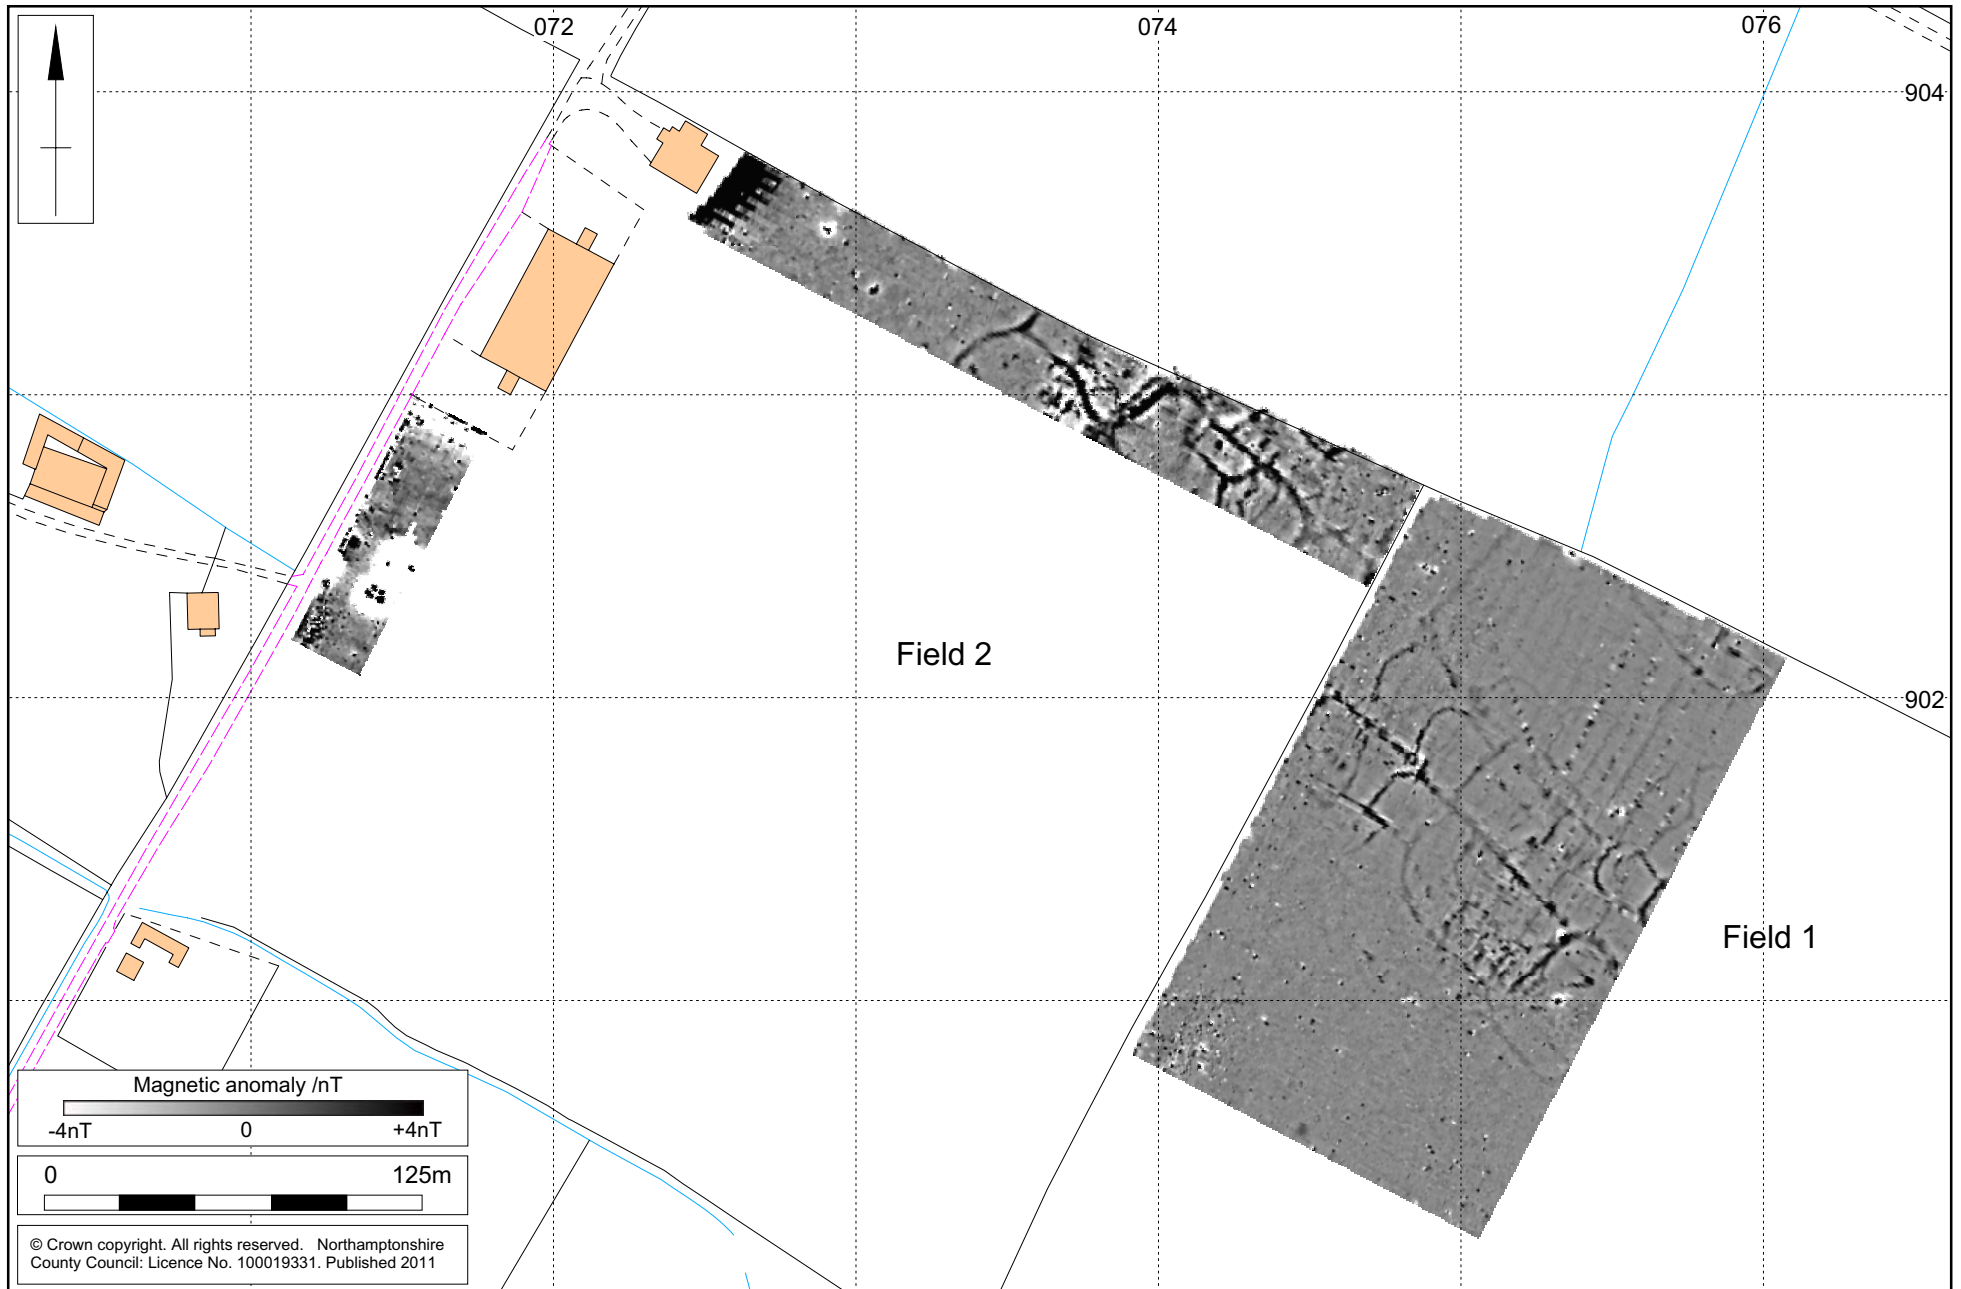 072
074
076
904
Field 2
902
Field 1
Magnetic anomaly /nT
-4nT 0 +4nT
0 125m
© Crown copyright. All rights reserved. Northamptonshire
County Council: Licence No. 100019331. Published 2011